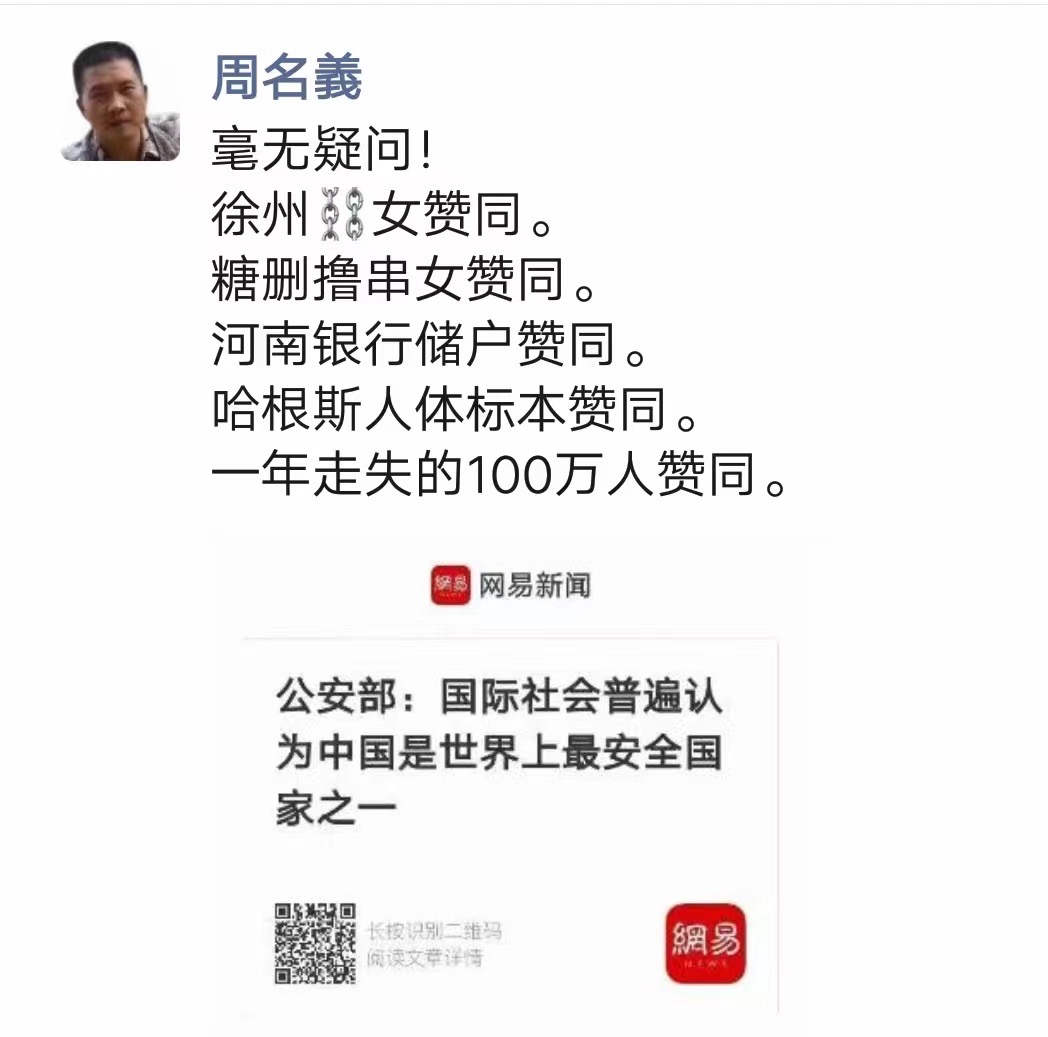 周名義
毫无疑问！
徐州⛓️女赞同。
糖删撸串女赞同。
河南银行储户赞同。
哈根斯人体标本赞同。
一年走失的100万人赞同。
網易 网易新闻
公安部：国际社会普遍认
为中国是世界上最安全国
家之一
长按识别二维码
阅读文章详情
網易
NEWS